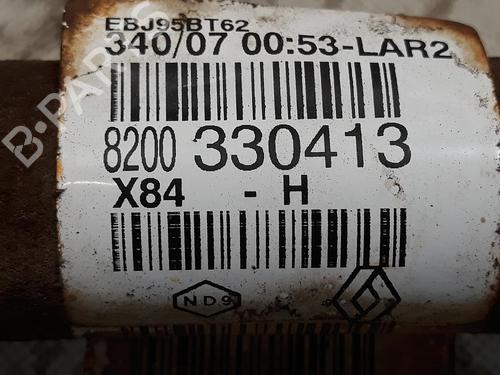 EBJ95BT62
340/07 00:53-LAR2
8200 330413
X84 - H
ND9
B-PARTS